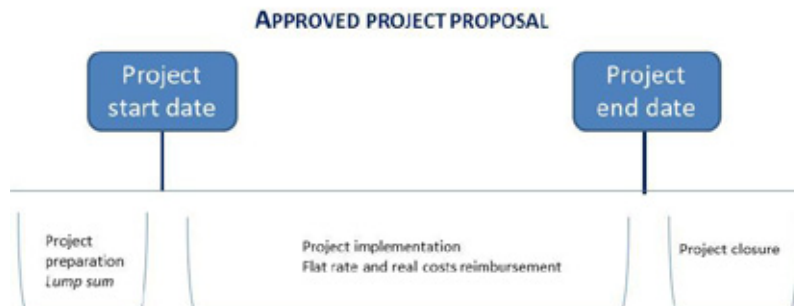 APPROVED PROJECT PROPOSAL
Project
start date
Project
end date
Project
preparation
Lump sum
Project implementation
Flat rate and real costs reimbursement
Project closure